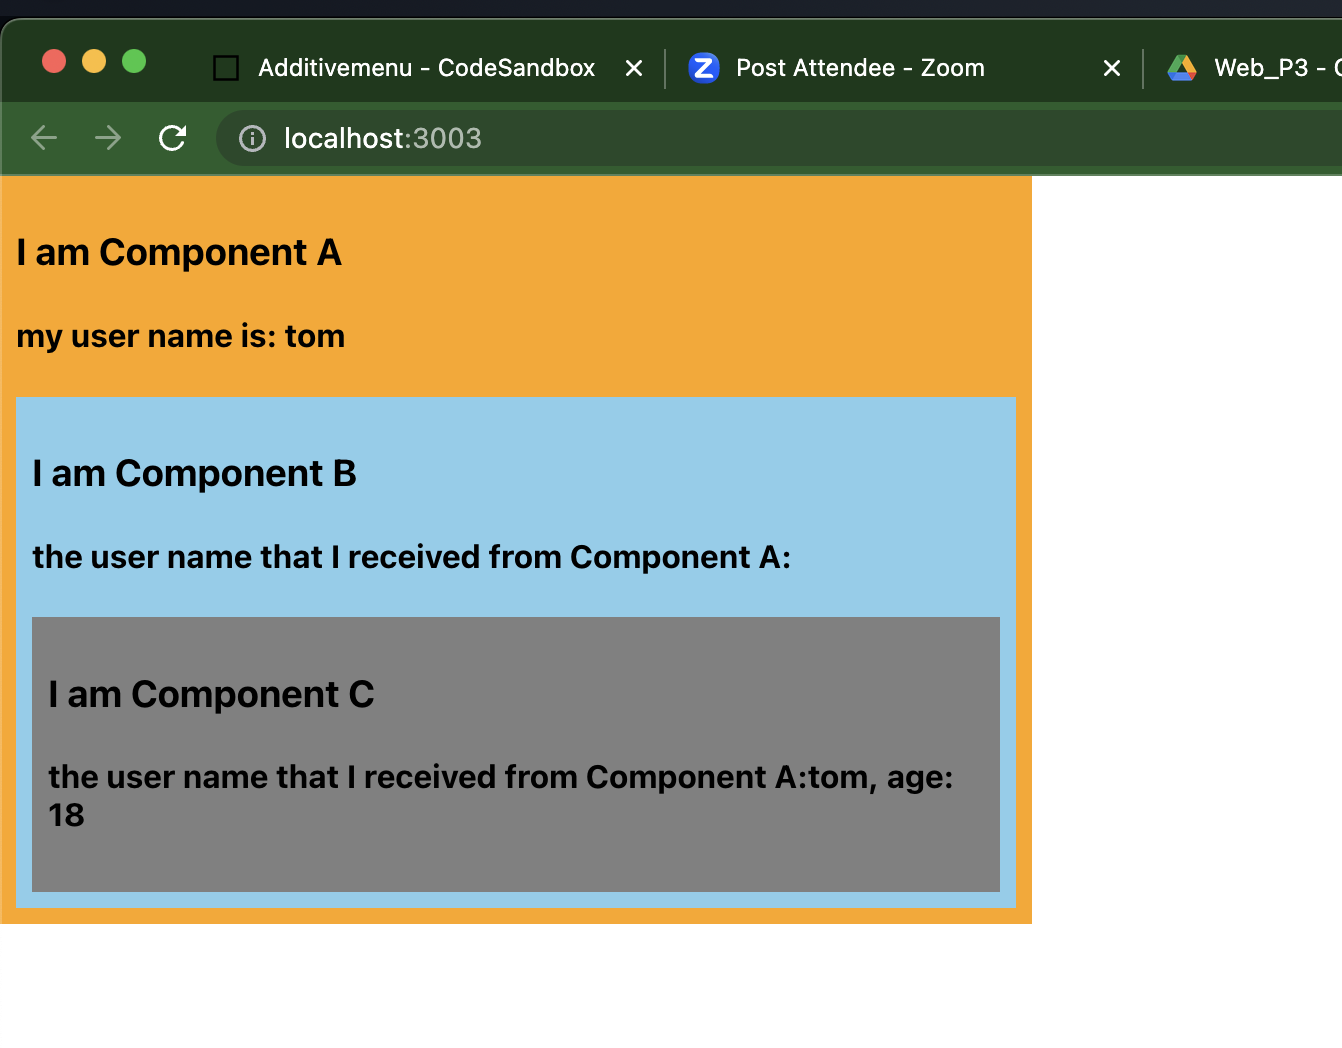 Additivemenu - CodeSandbox
Post Attendee - Zoom
Web_P3 -
localhost:3003
I am Component A
my user name is: tom
I am Component B
the user name that I received from Component A:
I am Component C
the user name that I received from Component A:tom, age:
18